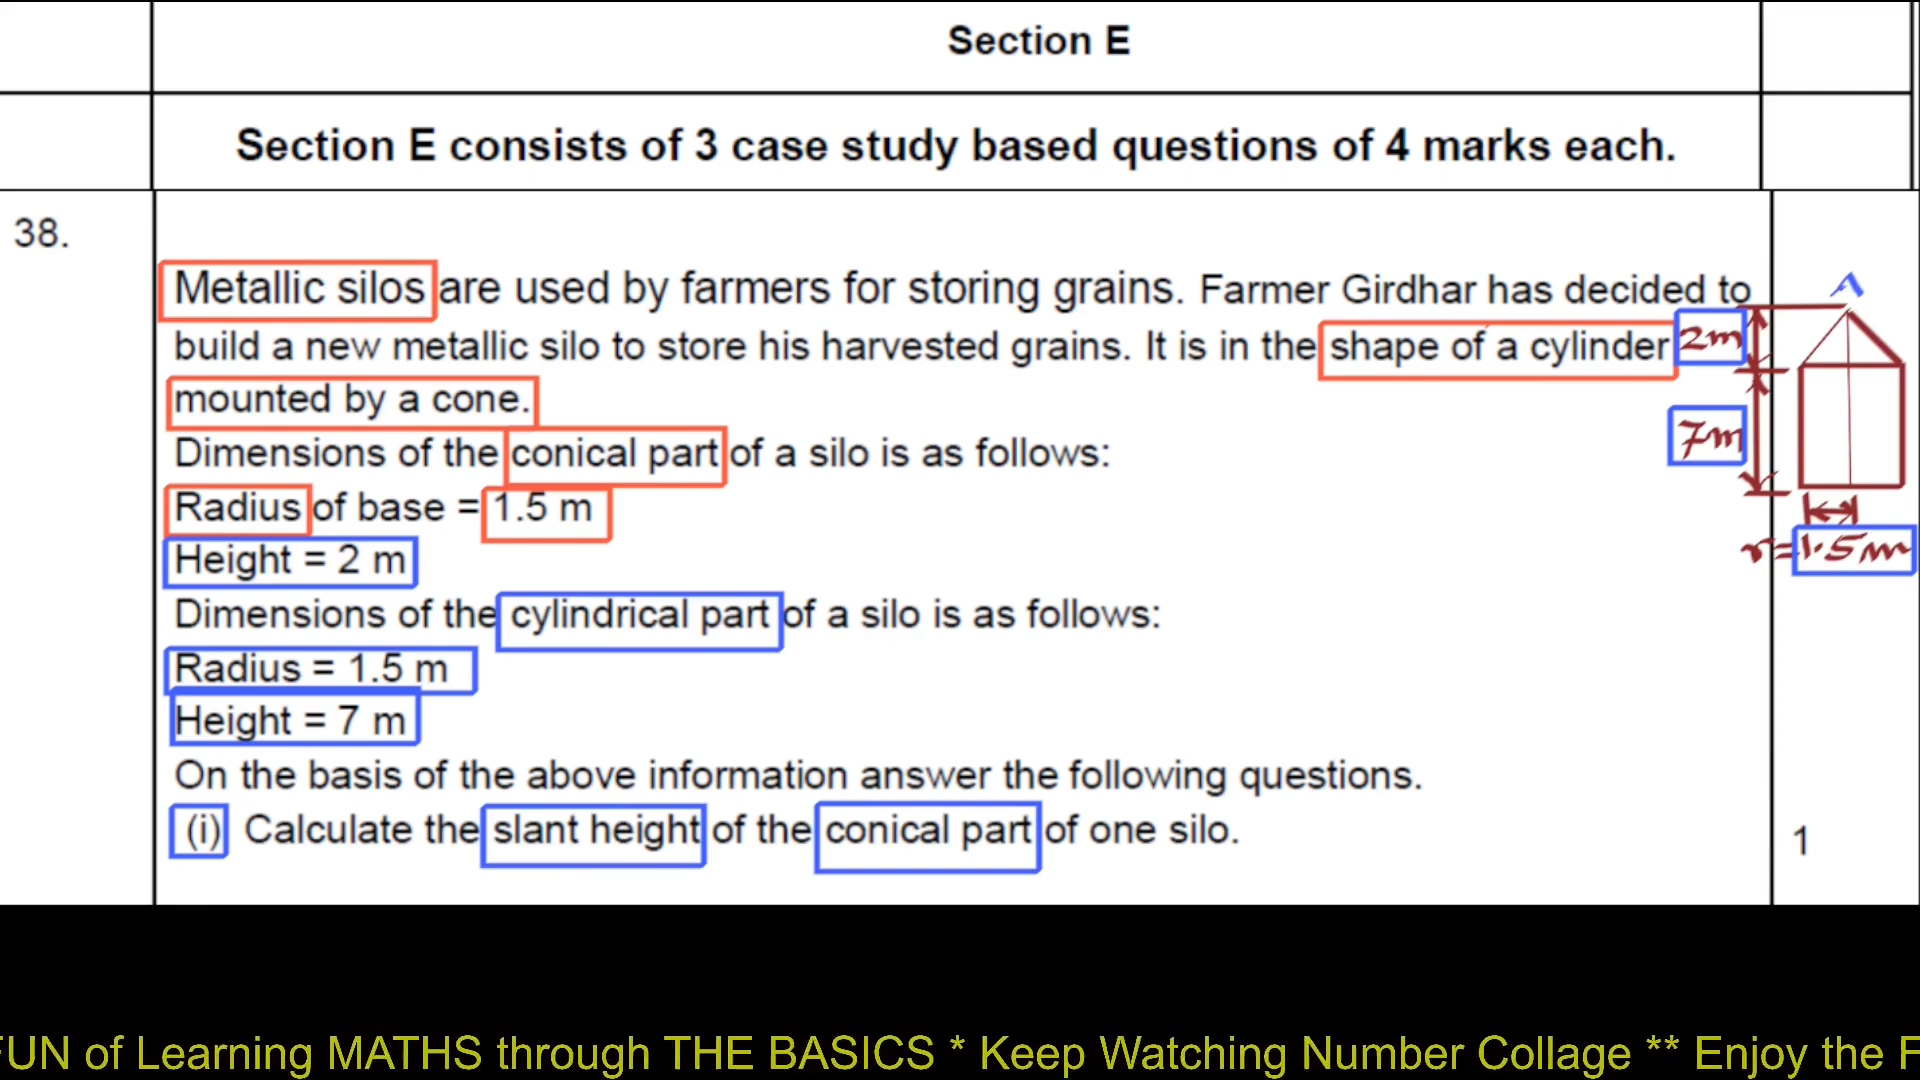 Section E
Section E consists of 3 case study based questions of 4 marks each.
38.
Metallic silos are used by farmers for storing grains. Farmer Girdhar has decided to
build a new metallic silo to store his harvested grains. It is in the shape of a cylinder
mounted by a cone.
Dimensions of the conical part of a silo is as follows:
Radius of base = 1.5 m
Height = 2 m
Dimensions of the cylindrical part of a silo is as follows:
Radius = 1.5 m
Height = 7 m
On the basis of the above information answer the following questions.
(i) Calculate the slant height of the conical part of one silo.
1
A
2m
7m
r=1.5m
FUN of Learning MATHS through THE BASICS * Keep Watching Number Collage ** Enjoy the F